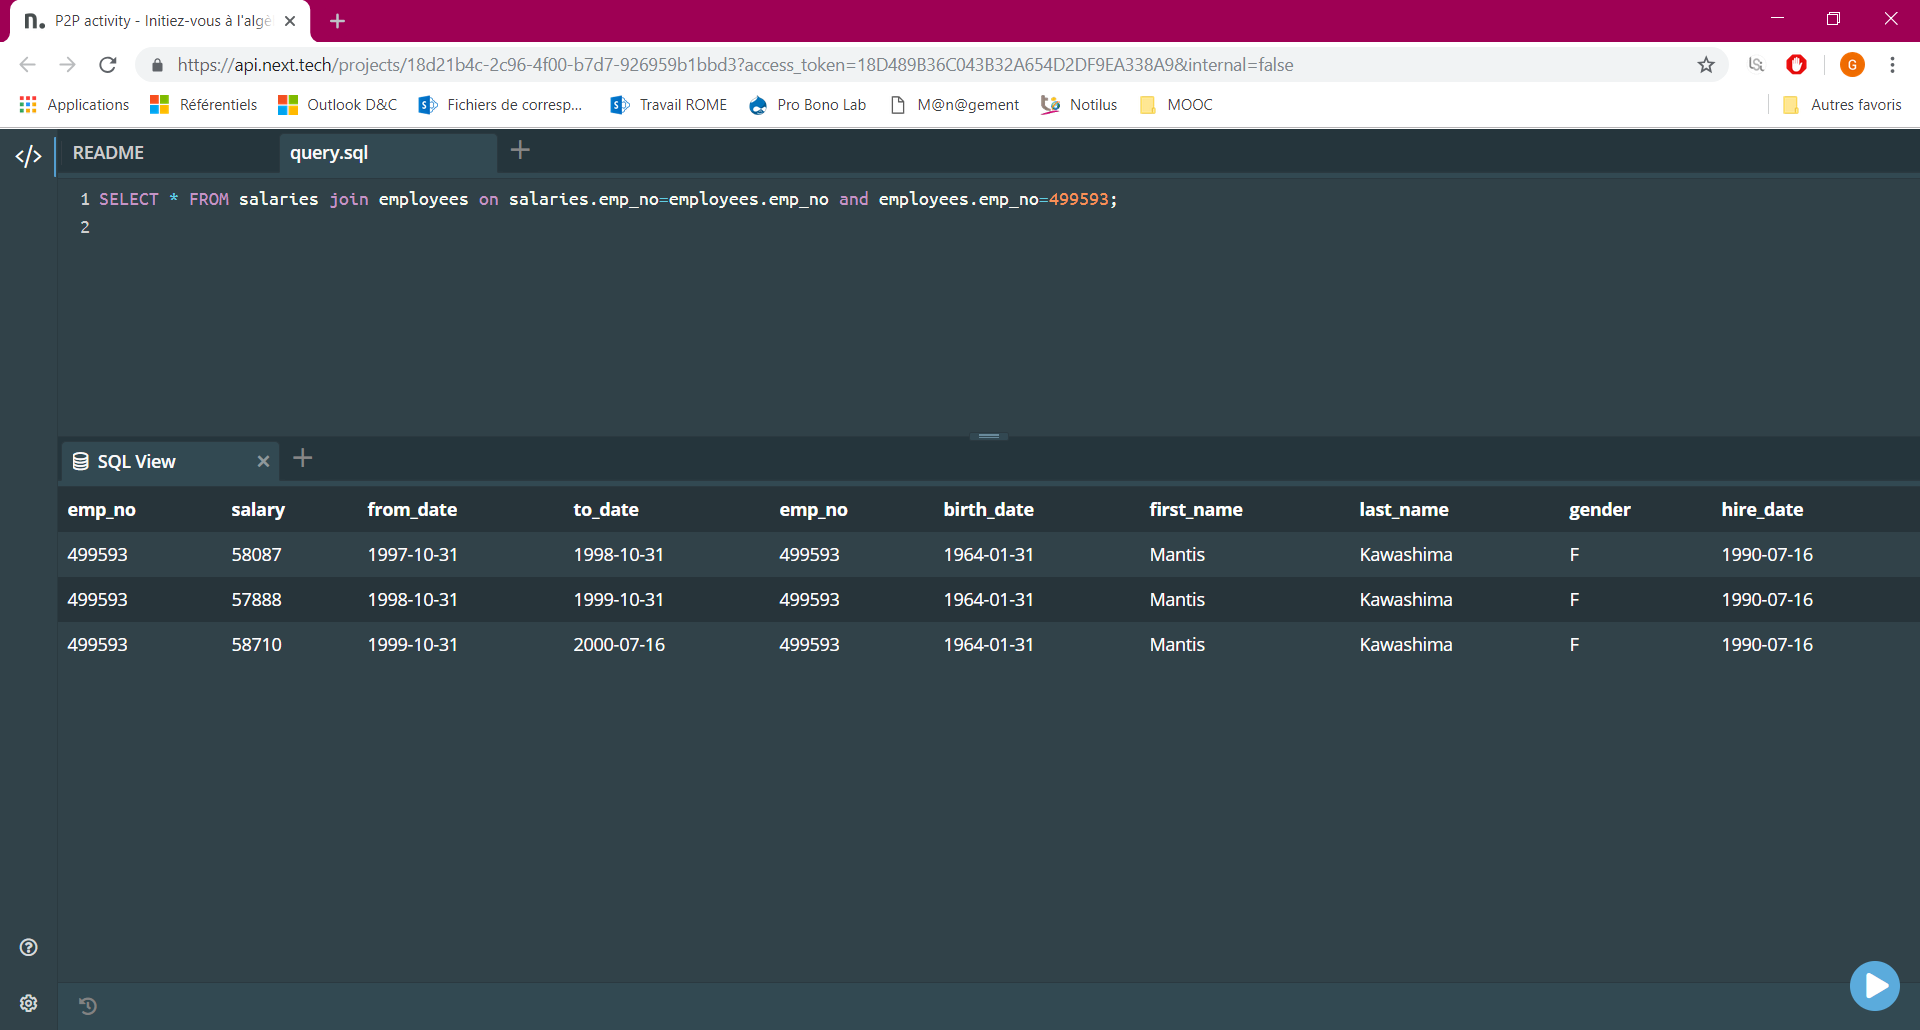 n. P2P activity - Initiez-vous à l'algè
https://api.next.tech/projects/18d21b4c-2c96-4f00-b7d7-926959b1bbd3?access_token=18D489B36C043B32A654D2DF9EA338A9&internal=false
G
Applications Référentiels Outlook D&C Fichiers de corresp... Travail ROME Pro Bono Lab M@n@gement Notilus MOOC Autres favoris
README query.sql
1 SELECT * FROM salaries join employees on salaries.emp_no=employees.emp_no and employees.emp_no=499593;
2
SQL View
emp_no salary from_date to_date emp_no birth_date first_name last_name gender hire_date
499593 58087 1997-10-31 1998-10-31 499593 1964-01-31 Mantis Kawashima F 1990-07-16
499593 57888 1998-10-31 1999-10-31 499593 1964-01-31 Mantis Kawashima F 1990-07-16
499593 58710 1999-10-31 2000-07-16 499593 1964-01-31 Mantis Kawashima F 1990-07-16